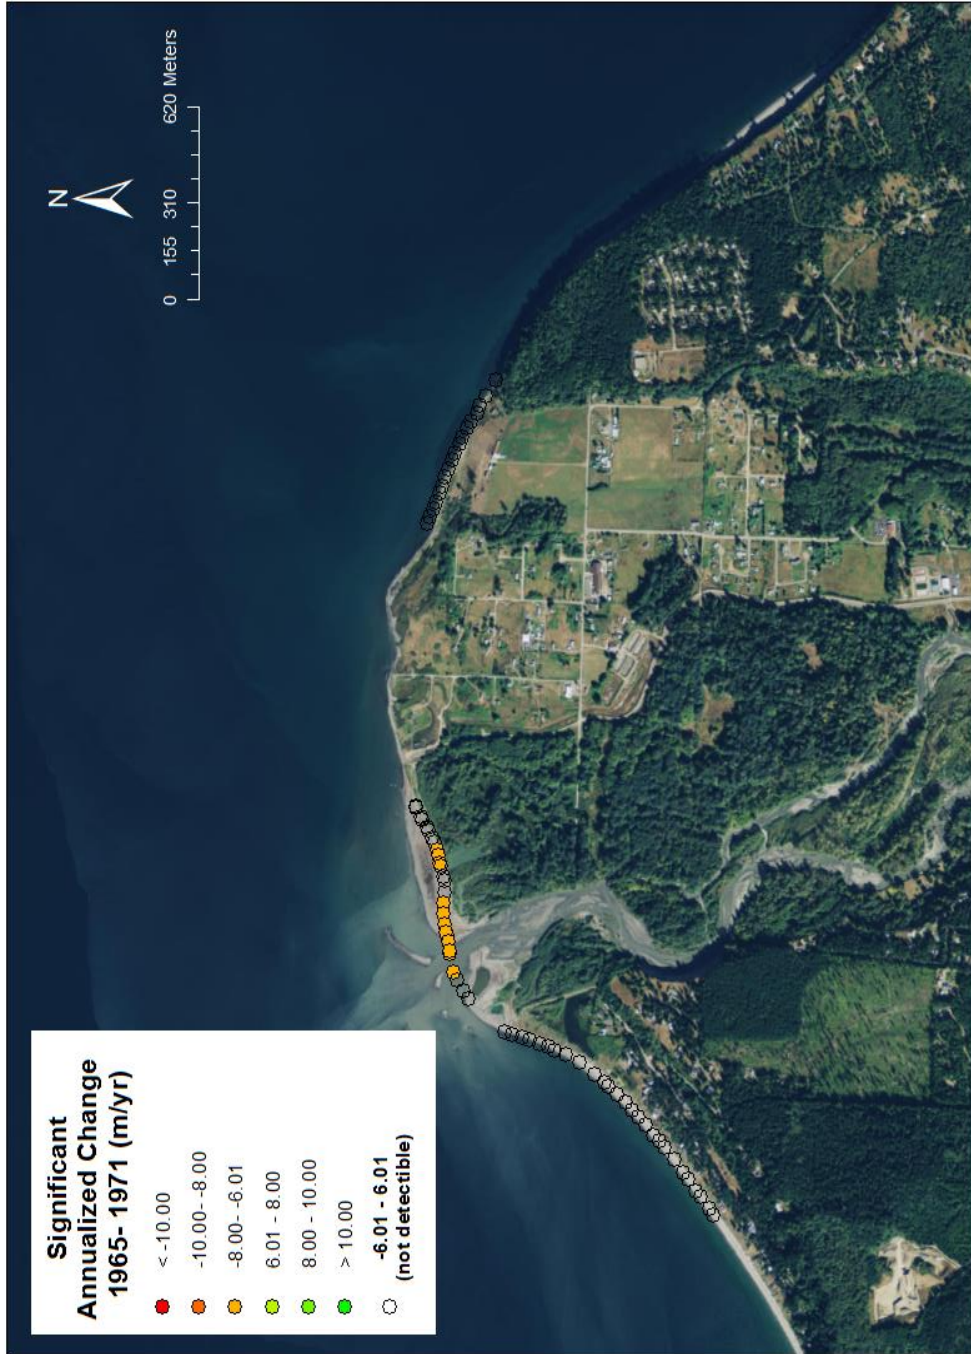 Significant
Annualized Change
1965- 1971 (m/yr)
< -10.00
-10.00- -8.00
-8.00- -6.01
6.01 - 8.00
8.00 - 10.00
> 10.00
-6.01 - 6.01
(not detectible)
N
0 155 310 620 Meters